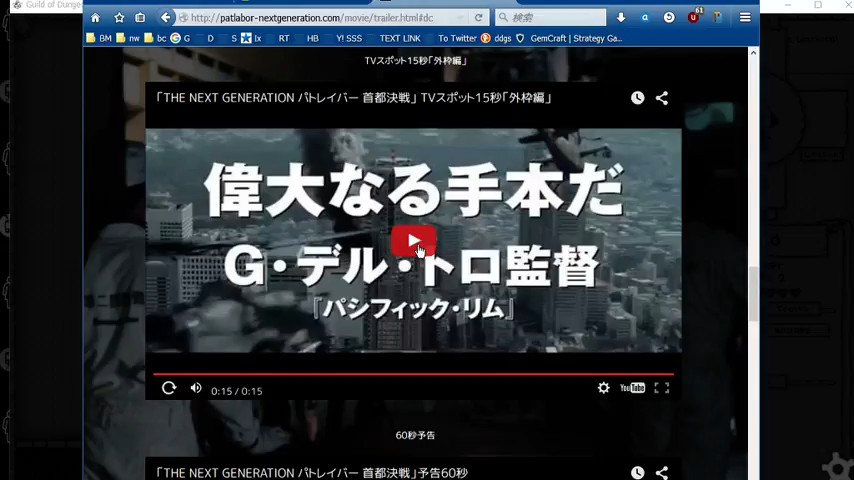 Guild of Dungeo
http://patlabor-nextgeneration.com/movie/trailer.html#dc
検索
61
BM nw bc G D S lx RT HB Y! SSS TEXT LINK To Twitter ddgs GemCraft | Strategy Ga...
TVスポット15秒「外枠編」
「THE NEXT GENERATION パトレイバー 首都決戦」 TVスポット15秒「外枠編」
偉大なる手本だ
G・デル・トロ監督
『パシフィック・リム』
0:15 / 0:15
YouTube
60秒予告
「THE NEXT GENERATION パトレイバー 首都決戦」予告60秒